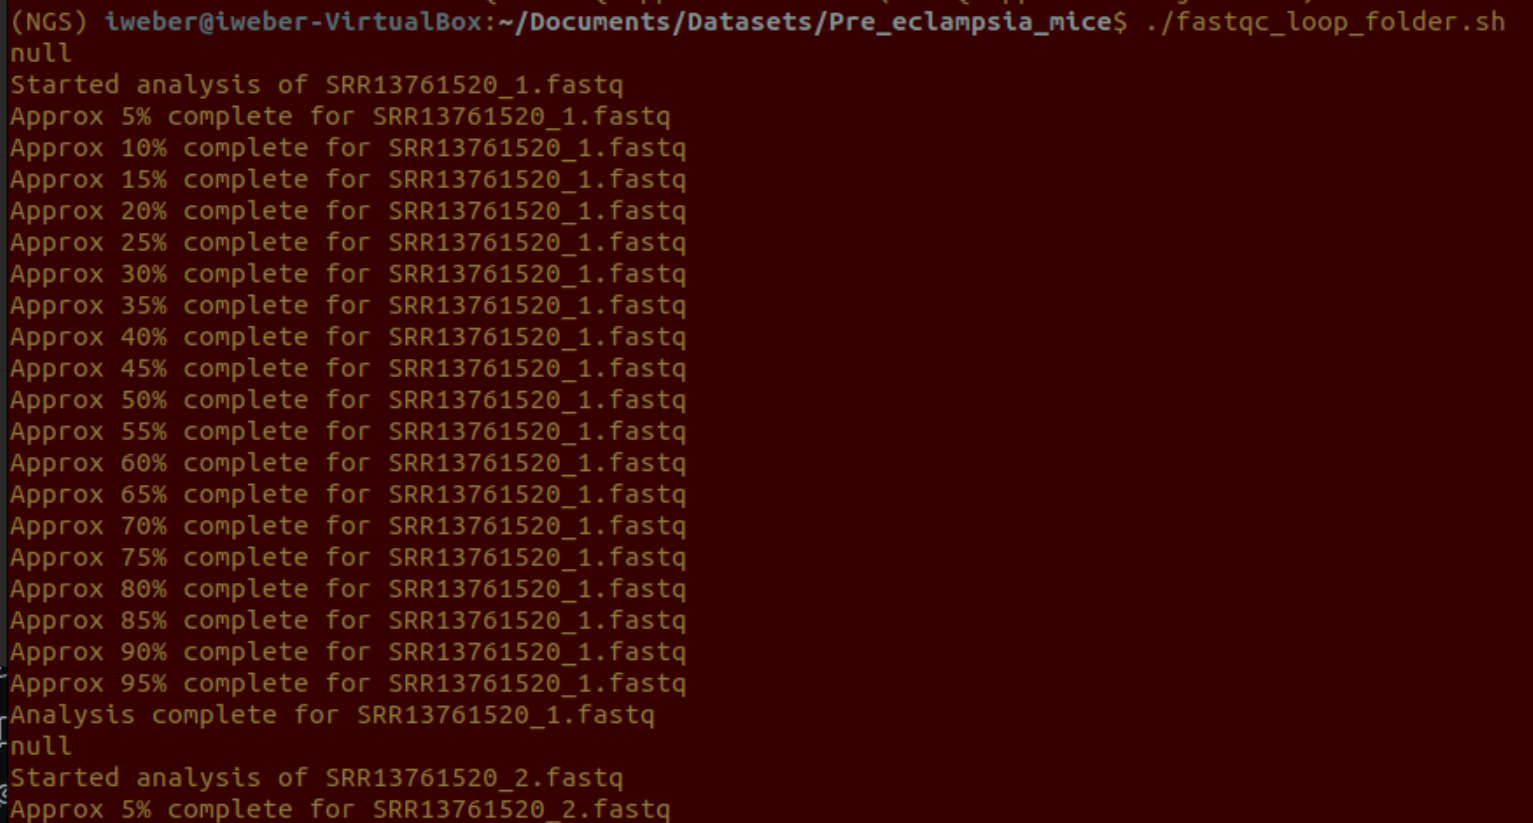 (NGS) iweber@iweber-VirtualBox:~/Documents/Datasets/Pre_eclampsia_mice$ ./fastqc_loop_folder.sh
null
Started analysis of SRR13761520_1.fastq
Approx 5% complete for SRR13761520_1.fastq
Approx 10% complete for SRR13761520_1.fastq
Approx 15% complete for SRR13761520_1.fastq
Approx 20% complete for SRR13761520_1.fastq
Approx 25% complete for SRR13761520_1.fastq
Approx 30% complete for SRR13761520_1.fastq
Approx 35% complete for SRR13761520_1.fastq
Approx 40% complete for SRR13761520_1.fastq
Approx 45% complete for SRR13761520_1.fastq
Approx 50% complete for SRR13761520_1.fastq
Approx 55% complete for SRR13761520_1.fastq
Approx 60% complete for SRR13761520_1.fastq
Approx 65% complete for SRR13761520_1.fastq
Approx 70% complete for SRR13761520_1.fastq
Approx 75% complete for SRR13761520_1.fastq
Approx 80% complete for SRR13761520_1.fastq
Approx 85% complete for SRR13761520_1.fastq
Approx 90% complete for SRR13761520_1.fastq
Approx 95% complete for SRR13761520_1.fastq
Analysis complete for SRR13761520_1.fastq
null
Started analysis of SRR13761520_2.fastq
Approx 5% complete for SRR13761520_2.fastq